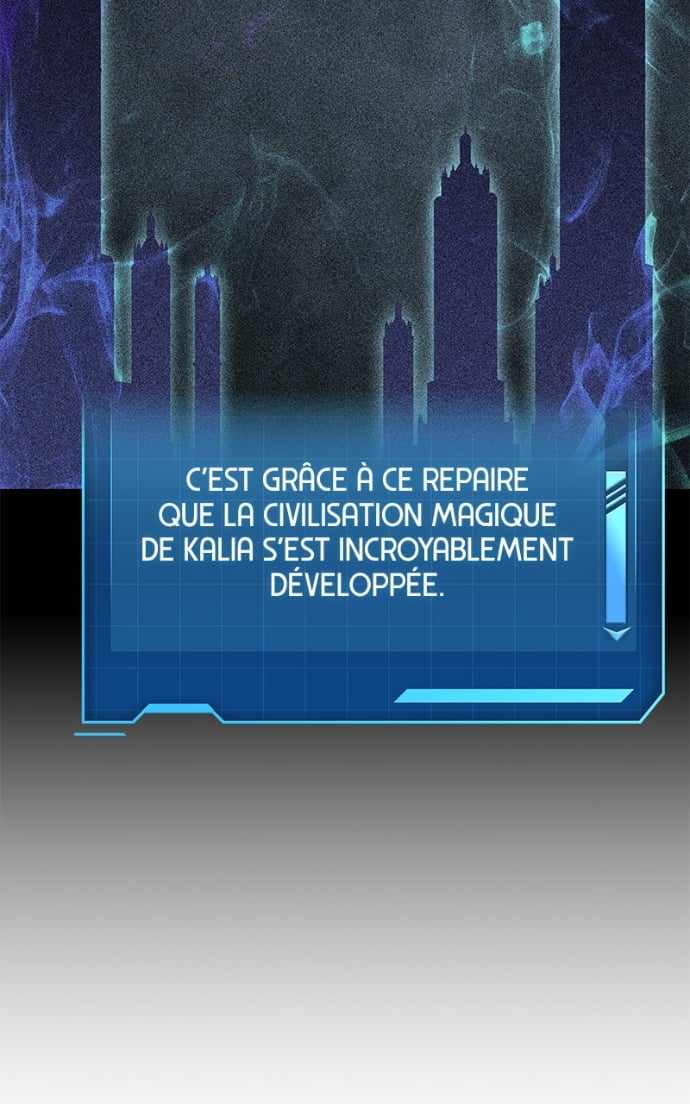 C'EST GRÂCE À CE REPAIRE
QUE LA CIVILISATION MAGIQUE
DE KALIA S'EST INCROYABLEMENT
DÉVELOPPÉE.